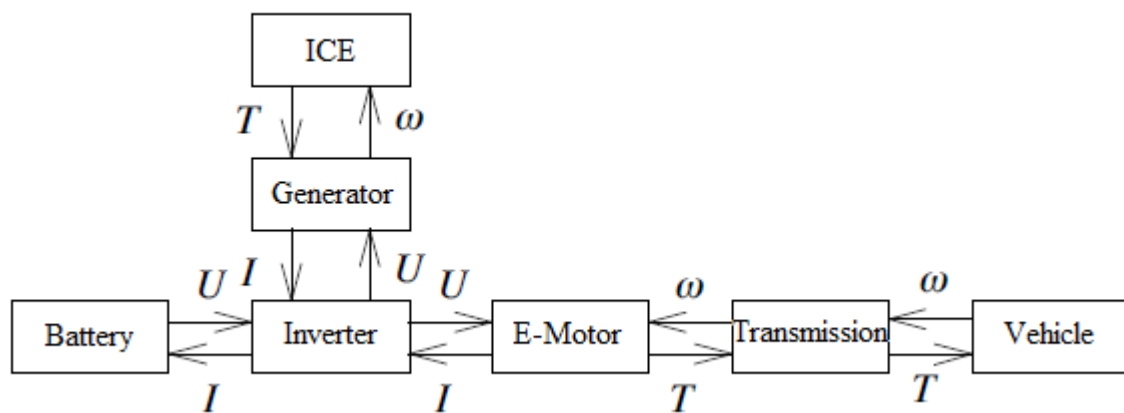 ICE
T
ω
Generator
I
U
U
U
ω
ω
Battery
Inverter
E-Motor
Transmission
Vehicle
I
I
T
T